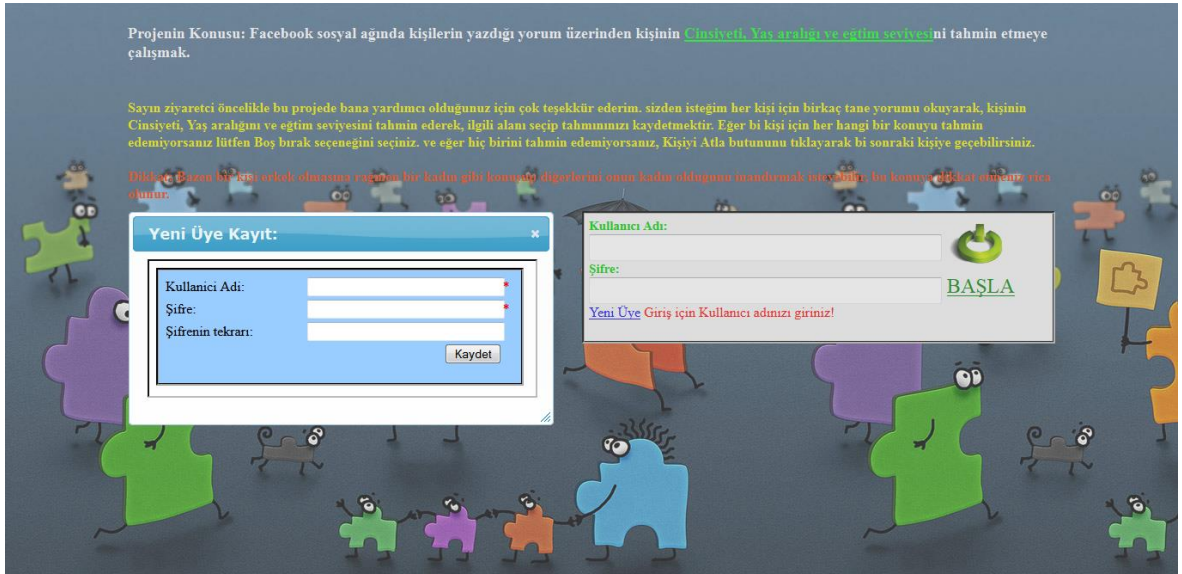 Projenin Konusu: Facebook sosyal ağında kişilerin yazdığı yorum üzerinden kişinin Cinsiyeti, Yaş aralığı ve eğtim seviyesini tahmin etmeye
çalışmak.
Sayın ziyaretci öncelikle bu projede bana yardımcı olduğunuz için çok teşekkür ederim. sizden isteğim her kişi için birkaç tane yorumu okuyarak, kişinin
Cinsiyeti, Yaş aralığını ve eğtim seviyesini tahmin ederek, ilgili alanı seçip tahmınınızı kaydetmektir. Eğer bi kişi için her hangi bir konuyu tahmin
edemiyorsanız lütfen Boş bırak seçeneğini seçiniz. ve eğer hiç birini tahmin edemiyorsanız, Kişiyi Atla butununu tıklayarak bi sonraki kişiye geçebilirsiniz.
Dikkat: Bazen bir kişi erkek olmasına rağmen bir kadın gibi konuşup diğerlerini onun kadın olduğunu inandırmak isteyebilir, bu konuya dikkat etmeniz rica
olunur.
Yeni Üye Kayıt:
Kullanici Adi: *
Şifre: *
Şifrenin tekrarı:
Kaydet
Kullanıcı Adı:
Şifre:
BAŞLA
Yeni Üye Giriş için Kullanıcı adınızı giriniz!